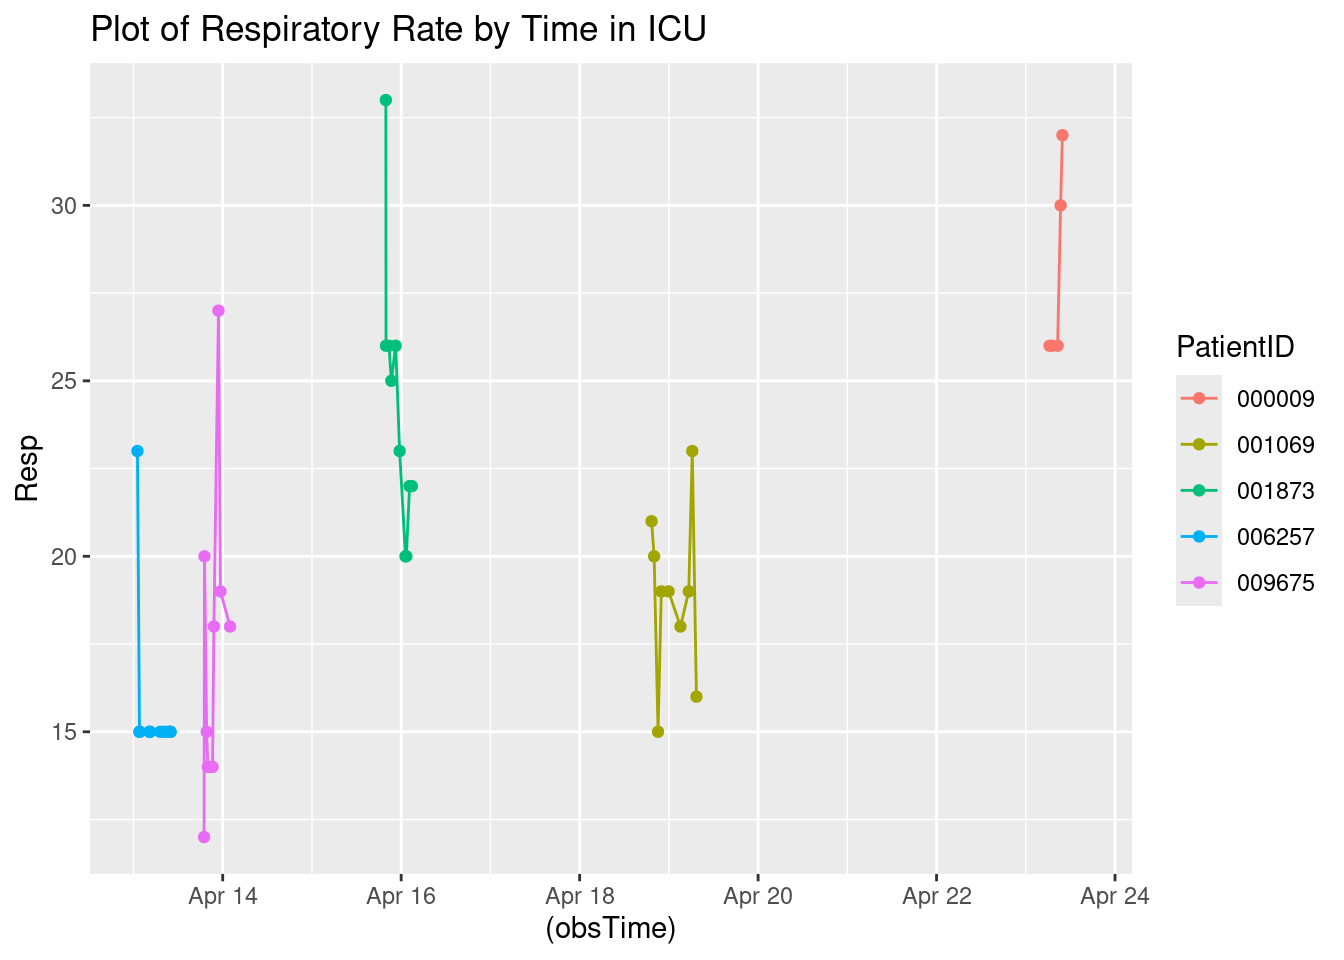 Plot of Respiratory Rate by Time in ICU
Resp
30
25
20
15
Apr 14 Apr 16 Apr 18 Apr 20 Apr 22 Apr 24
(obsTime)
PatientID
000009
001069
001873
006257
009675